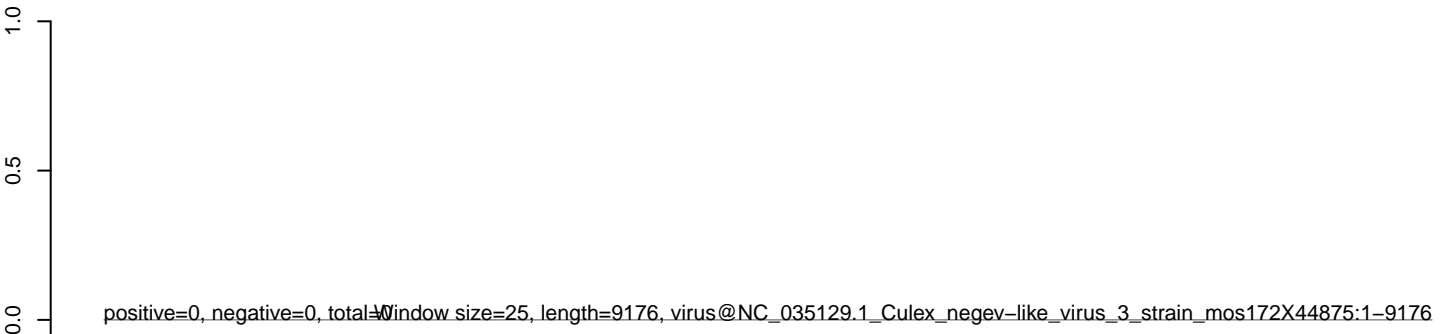 1.0
0.5
0.0
positive=0, negative=0, total=0
Window size=25, length=9176, virus@NC_035129.1_Culex_negev−like_virus_3_strain_mos172X44875:1−9176